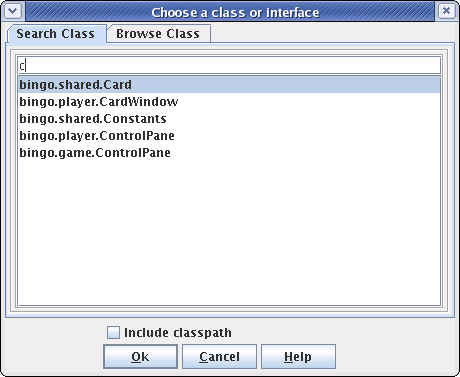 Choose a class or interface
Search Class Browse Class
c
bingo.shared.Card
bingo.player.CardWindow
bingo.shared.Constants
bingo.player.ControlPane
bingo.game.ControlPane
Include classpath
Ok Cancel Help